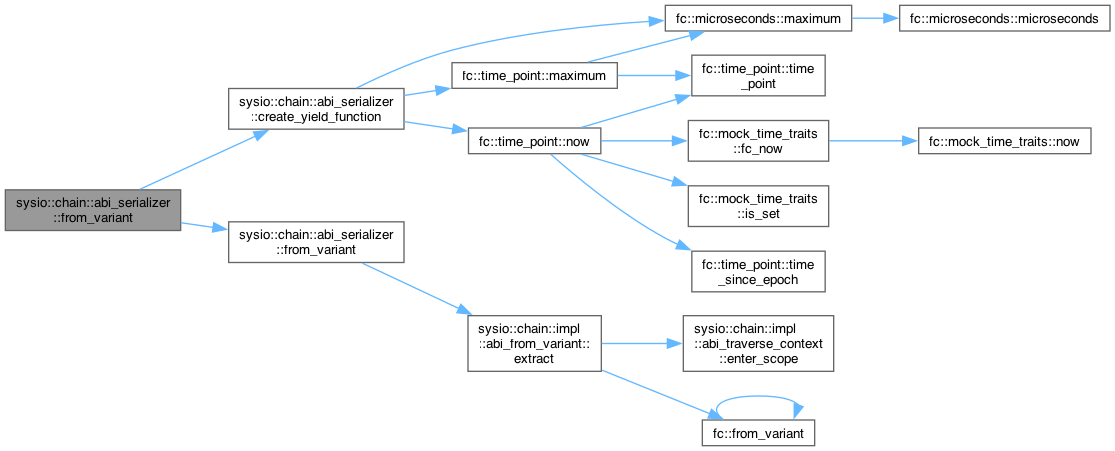 fc::microseconds::maximum
fc::microseconds::microseconds
fc::time_point::maximum
fc::time_point::time
_point
sysio::chain::abi_serializer
::create_yield_function
fc::time_point::now
fc::mock_time_traits
::fc_now
fc::mock_time_traits::now
sysio::chain::abi_serializer
::from_variant
fc::mock_time_traits
::is_set
sysio::chain::abi_serializer
::from_variant
fc::time_point::time
_since_epoch
sysio::chain::impl
::abi_from_variant::
extract
sysio::chain::impl
::abi_traverse_context
::enter_scope
fc::from_variant